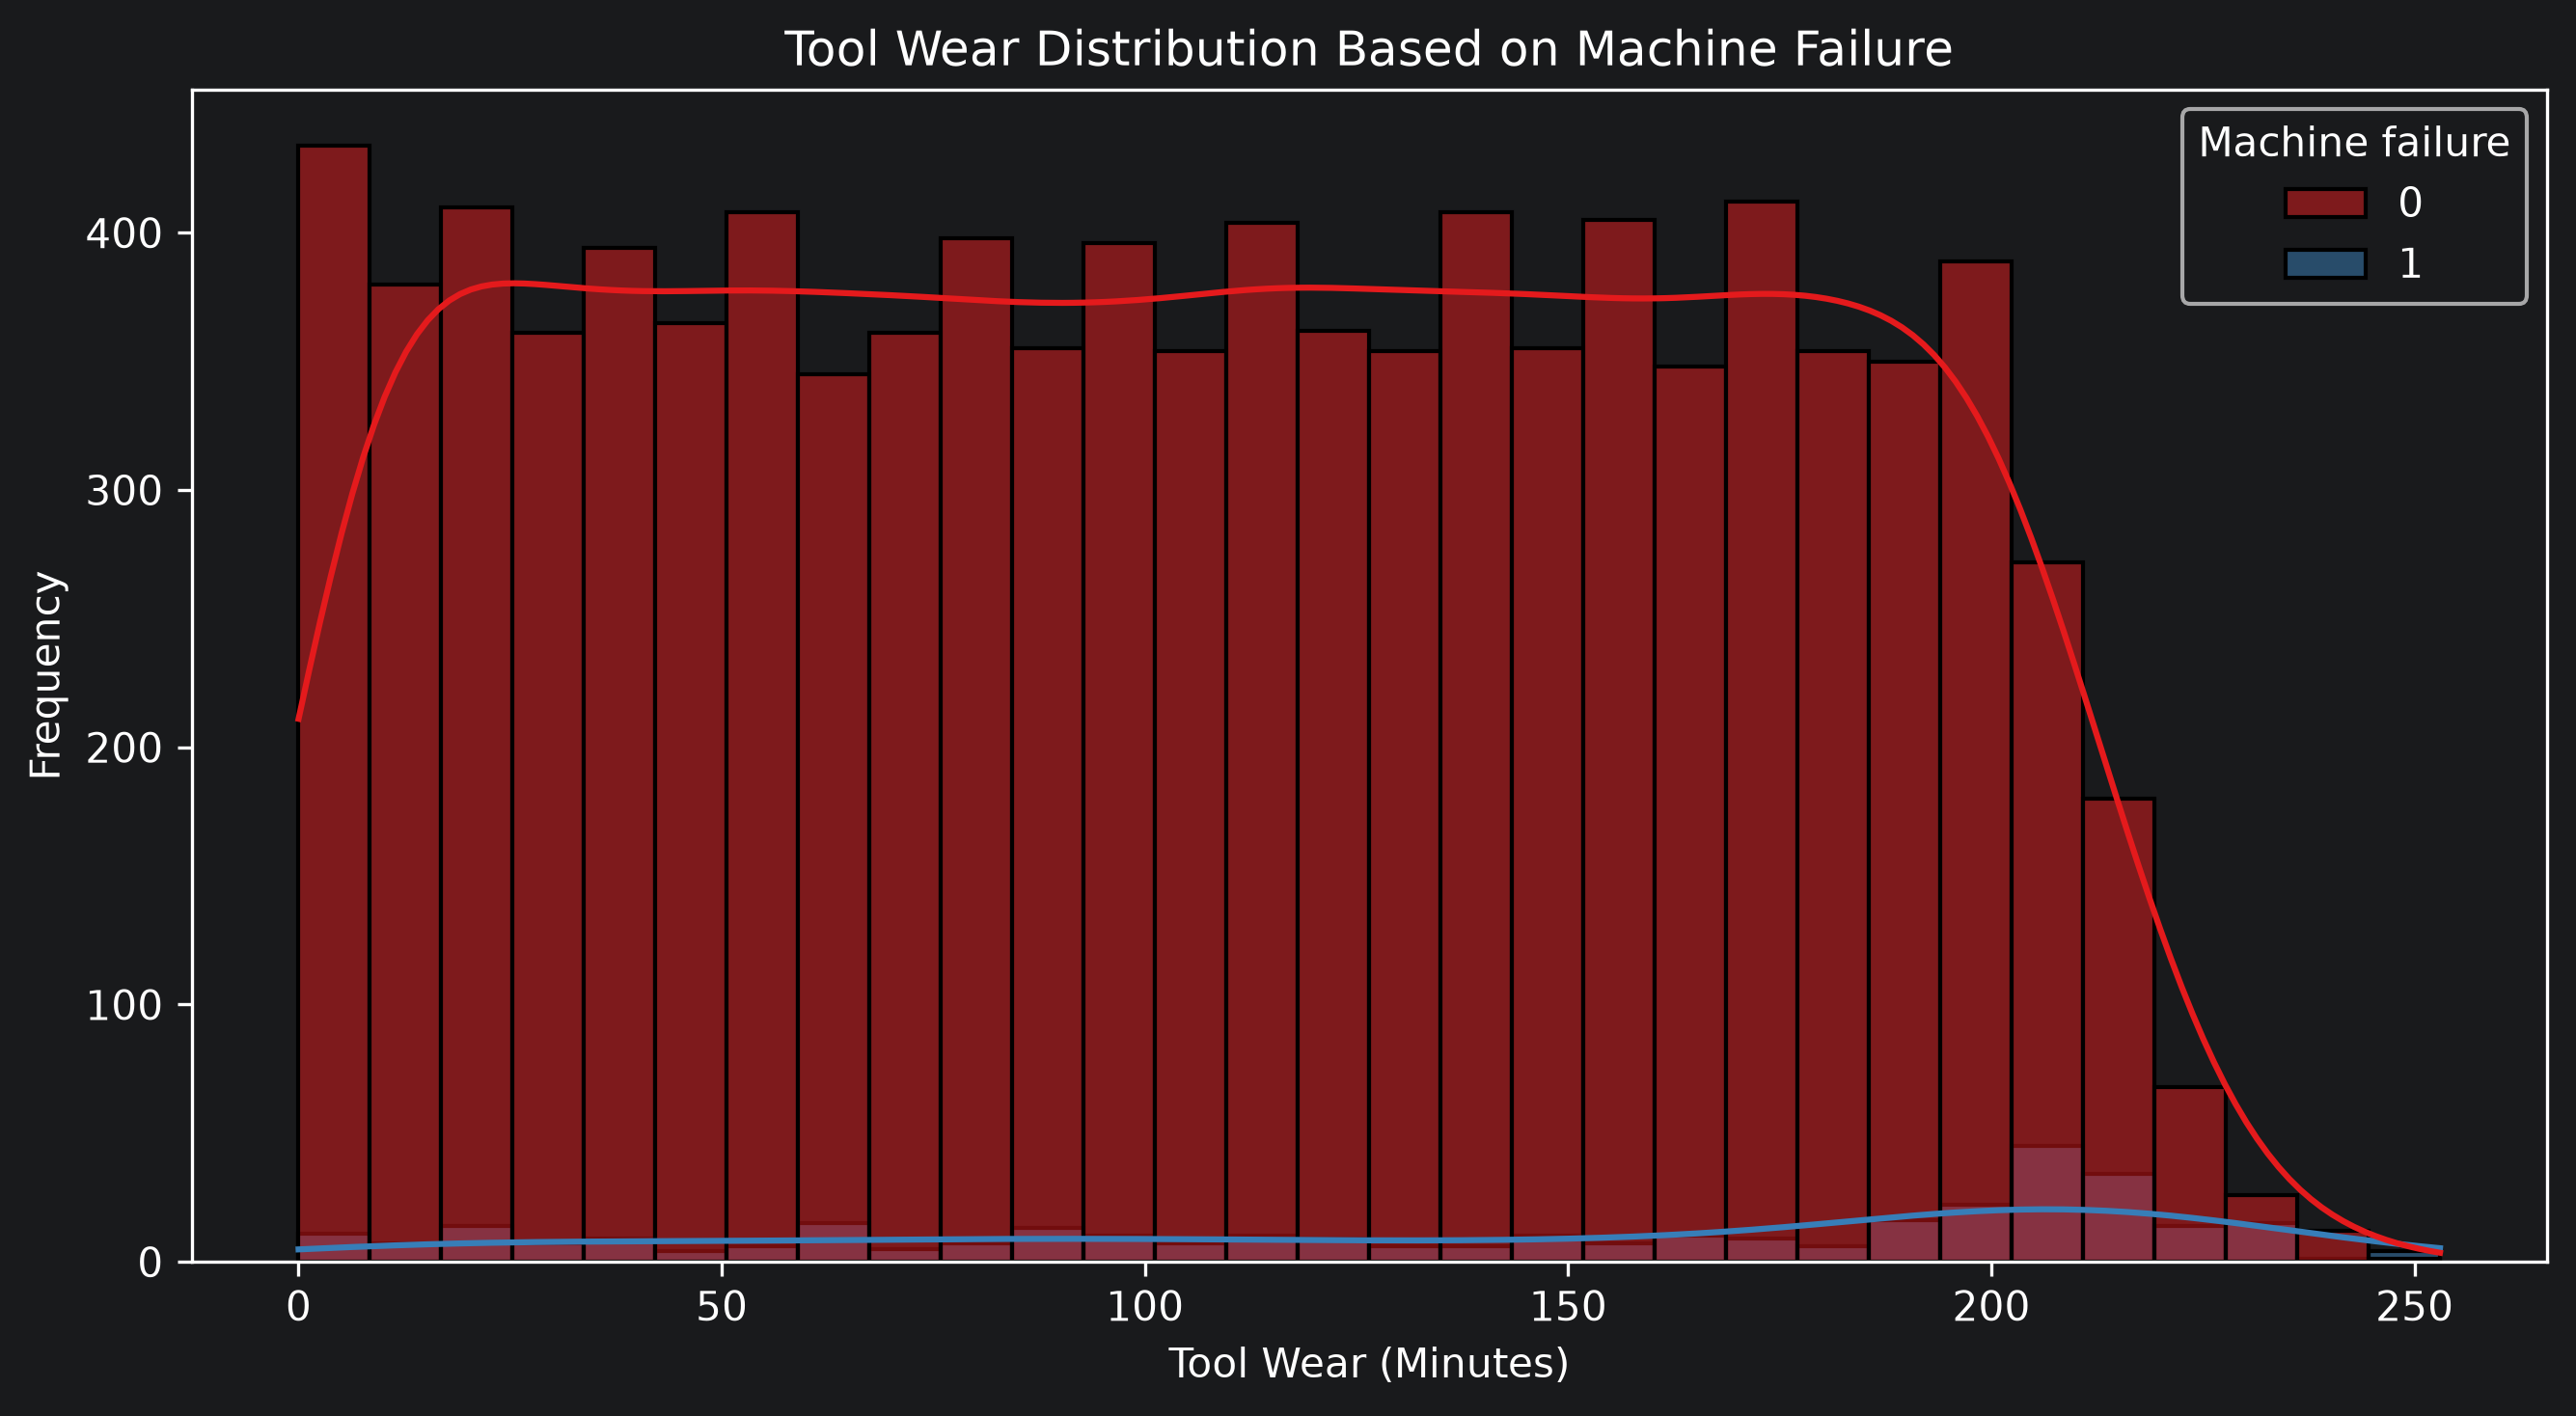 Tool Wear Distribution Based on Machine Failure
Machine failure
0
1
400
300
200
100
0
Frequency
0 50 100 150 200 250
Tool Wear (Minutes)